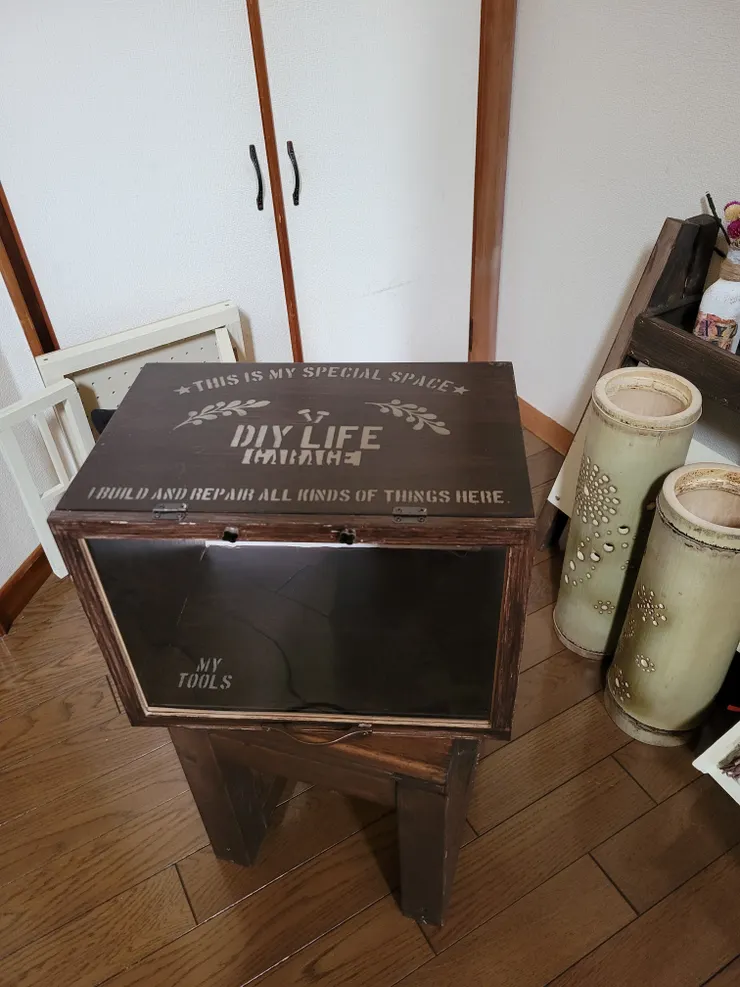 THIS IS MY SPECIAL SPACE
DIY LIFE
GARAGE
I BUILD AND REPAIR ALL KINDS OF THINGS HERE.
MY
TOOLS